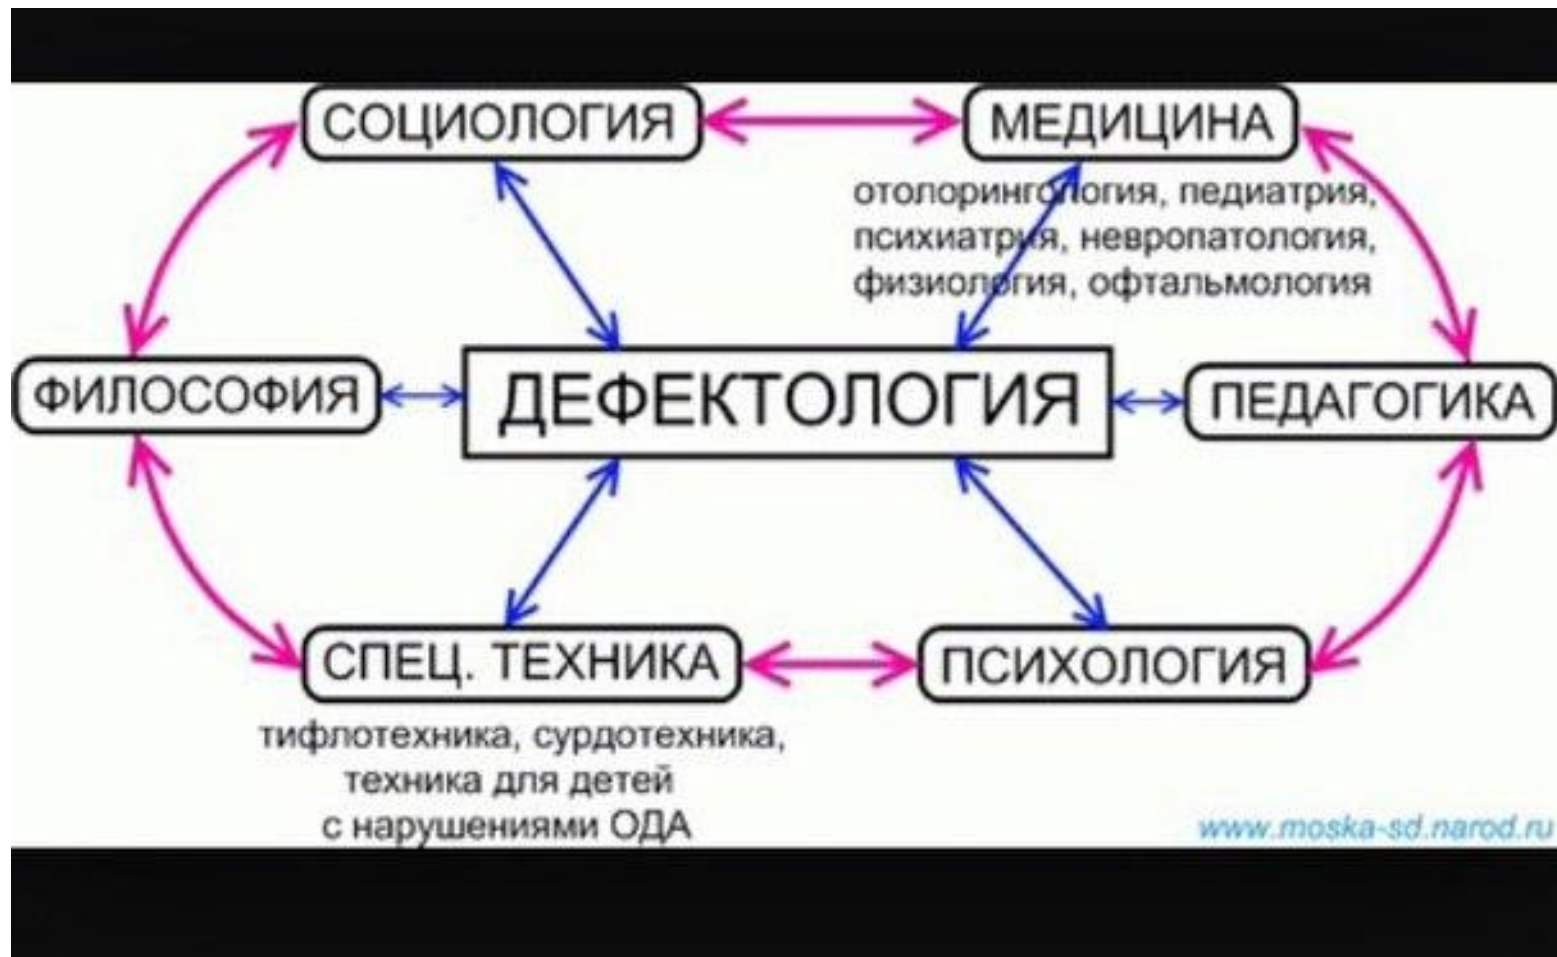 СОЦИОЛОГИЯ
МЕДИЦИНА
отолорингология, педиатрия,
психиатрия, невропатология,
физиология, офтальмология
ФИЛОСОФИЯ
ДЕФЕКТОЛОГИЯ
ПЕДАГОГИКА
СПЕЦ. ТЕХНИКА
ПСИХОЛОГИЯ
тифлотехника, сурдотехника,
техника для детей
с нарушениями ОДА
www.moska-sd.narod.ru